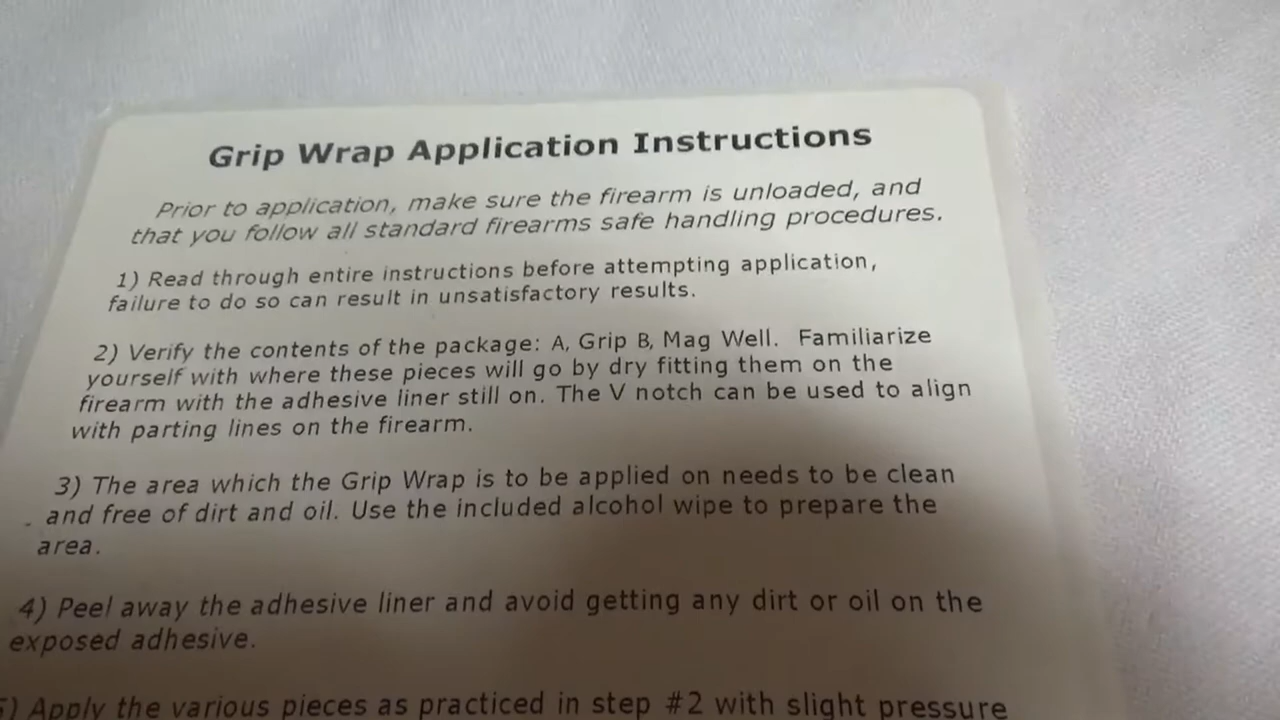 Grip Wrap Application Instructions
Prior to application, make sure the firearm is unloaded, and
that you follow all standard firearms safe handling procedures.
1) Read through entire instructions before attempting application,
failure to do so can result in unsatisfactory results.
2) Verify the contents of the package: A, Grip B, Mag Well. Familiarize
yourself with where these pieces will go by dry fitting them on the
firearm with the adhesive liner still on. The V notch can be used to align
with parting lines on the firearm.
3) The area which the Grip Wrap is to be applied on needs to be clean
and free of dirt and oil. Use the included alcohol wipe to prepare the
area.
4) Peel away the adhesive liner and avoid getting any dirt or oil on the
exposed adhesive.
5) Apply the various pieces as practiced in step #2 with slight pressure